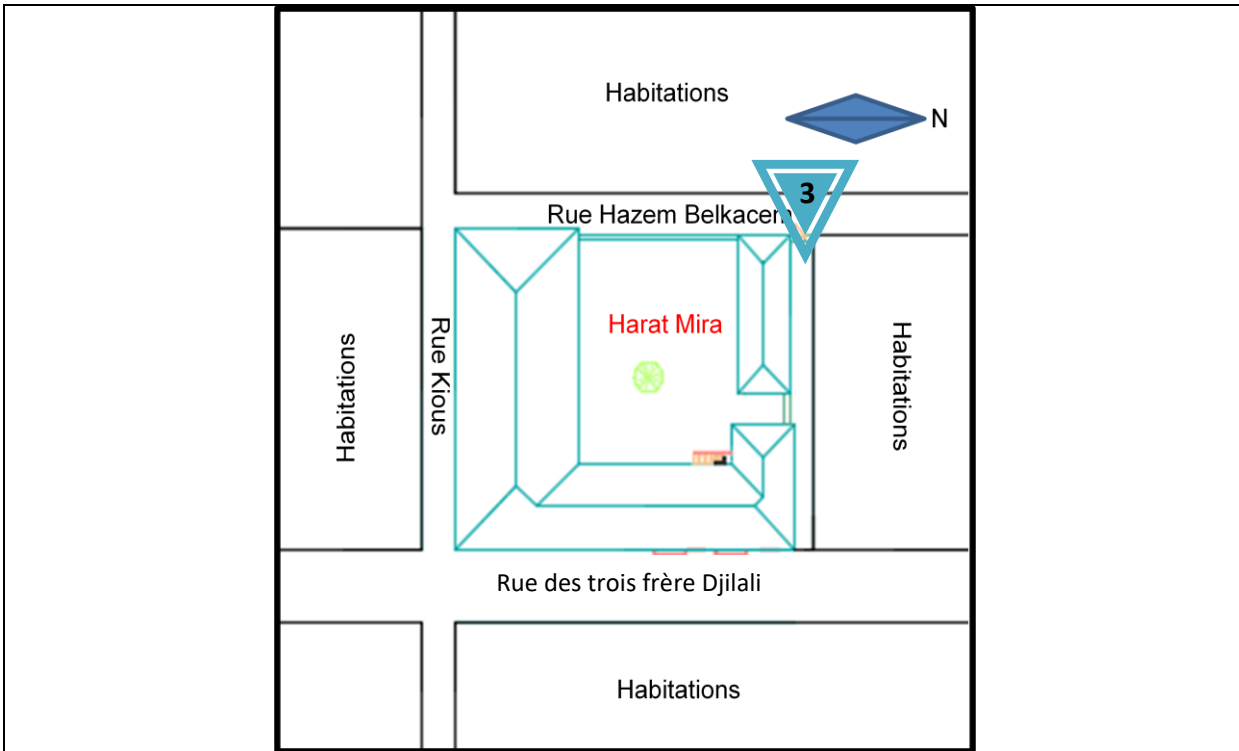 Habitations
N
3
Rue Hazem Belkacem
Harat Mira
Rue Kious
Habitations
Habitations
Rue des trois frère Djilali
Habitations